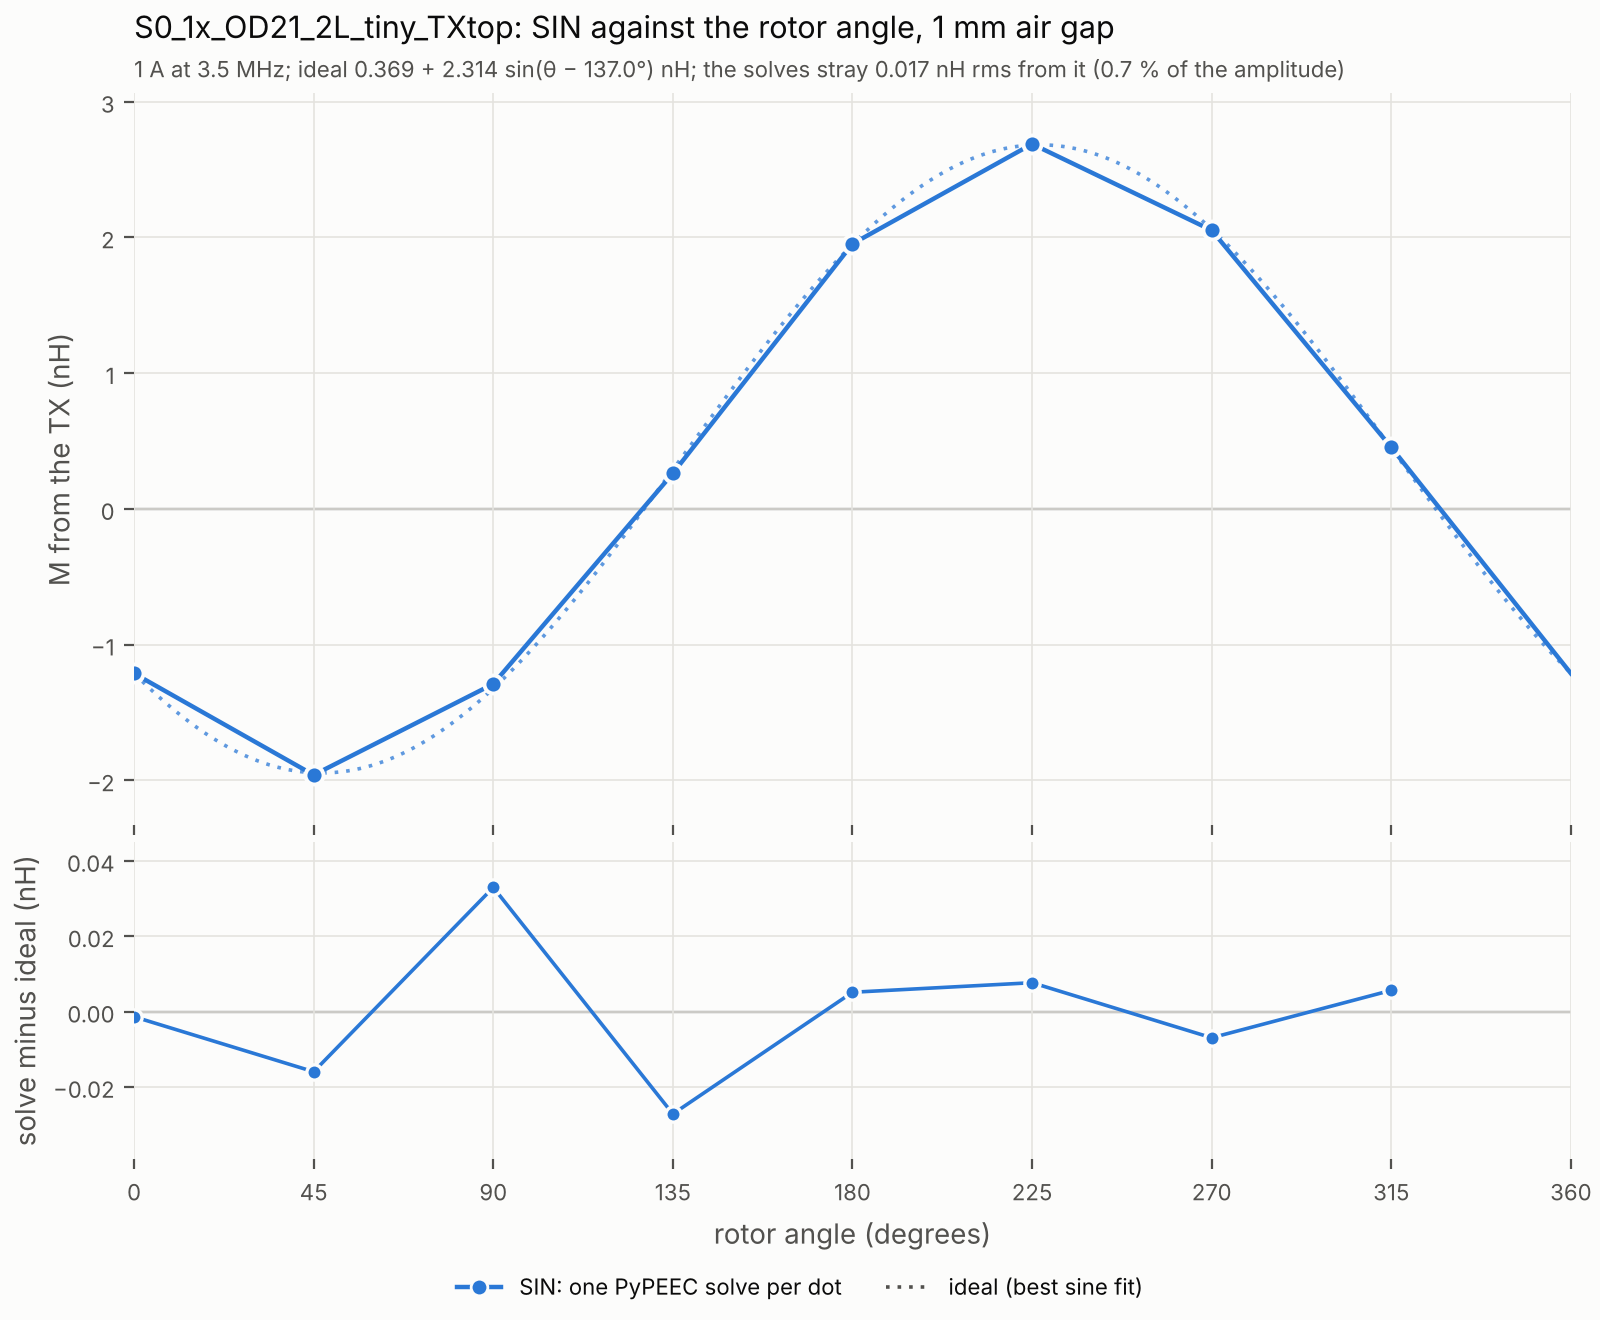 S0_1x_OD21_2L_tiny_TXtop: SIN against the rotor angle, 1 mm air gap
1 A at 3.5 MHz; ideal 0.369 + 2.314 sin(θ − 137.0°) nH; the solves stray 0.017 nH rms from it (0.7 % of the amplitude)
M from the TX (nH)
3
2
1
0
−1
−2
solve minus ideal (nH)
0.04
0.02
0.00
−0.02
0 45 90 135 180 225 270 315 360
rotor angle (degrees)
SIN: one PyPEEC solve per dot ideal (best sine fit)